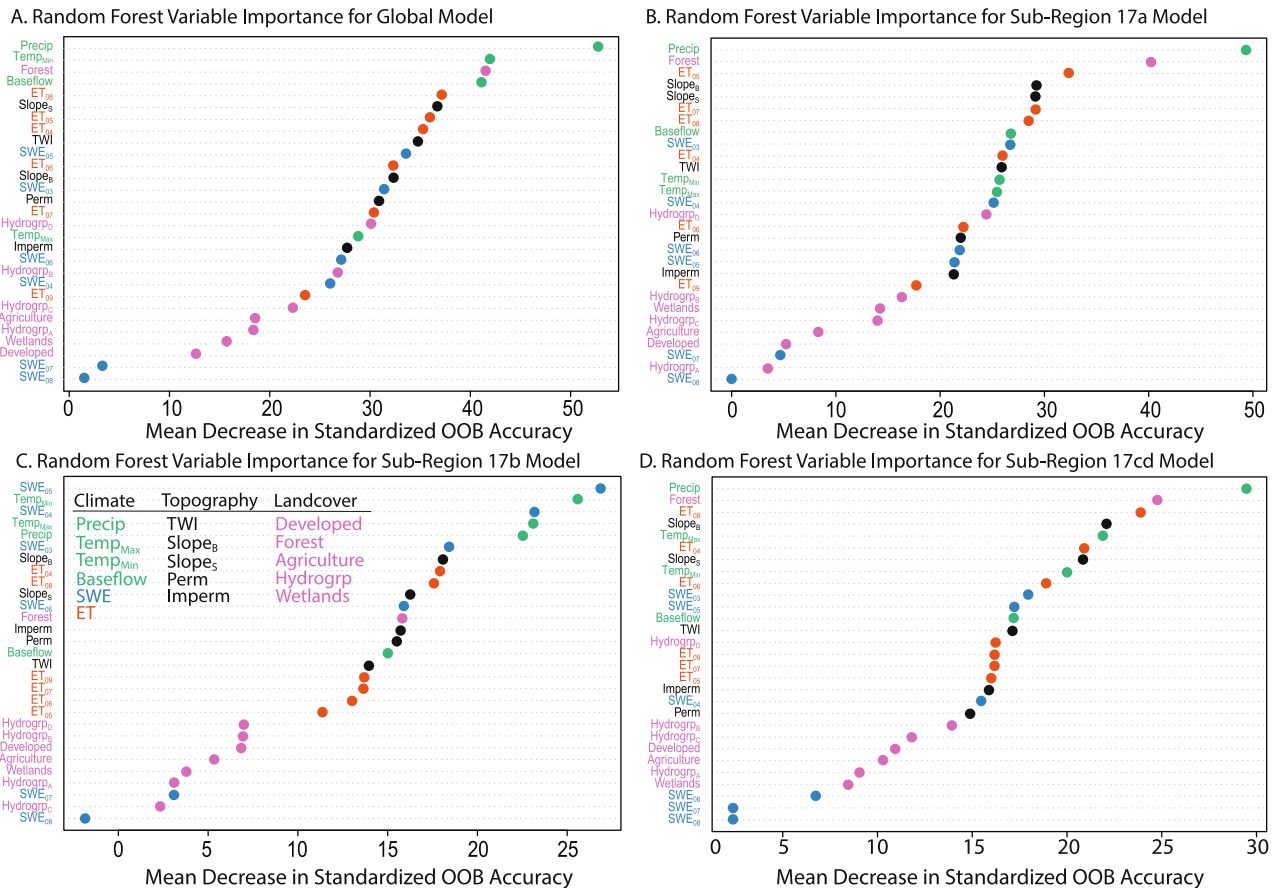 A. Random Forest Variable Importance for Global Model
Precip
Temp_Min
Forest
Baseflow
ET_08
Slope_S
ET_05
ET_04
TWI
SWE_05
ET_06
Slope_B
SWE_03
Perm
ET_07
Hydrogrp_D
Temp_Max
Imperm
SWE_06
Hydrogrp_B
SWE_04
ET_09
Hydrogrp_C
Agriculture
Hydrogrp_A
Wetlands
Developed
SWE_07
SWE_08
0 10 20 30 40 50
Mean Decrease in Standardized OOB Accuracy
B. Random Forest Variable Importance for Sub-Region 17a Model
Precip
Forest
ET_05
Slope_B
Slope_S
ET_07
ET_08
Baseflow
SWE_03
ET_04
TWI
Temp_Min
Temp_Max
SWE_04
Hydrogrp_D
ET_06
Perm
SWE_06
SWE_05
Imperm
ET_09
Hydrogrp_B
Wetlands
Hydrogrp_C
Agriculture
Developed
SWE_07
Hydrogrp_A
SWE_08
0 10 20 30 40 50
Mean Decrease in Standardized OOB Accuracy
C. Random Forest Variable Importance for Sub-Region 17b Model
SWE_05
Temp_Min
SWE_04
Temp_Max
Precip
SWE_03
Slope_B
ET_04
ET_08
Slope_S
SWE_06
Forest
Imperm
Perm
Baseflow
TWI
ET_09
ET_07
ET_06
ET_05
Hydrogrp_D
Hydrogrp_B
Developed
Agriculture
Wetlands
Hydrogrp_A
SWE_07
Hydrogrp_C
SWE_08
Climate Topography Landcover
Precip TWI Developed
Temp_Max Slope_B Forest
Temp_Min Slope_S Agriculture
Baseflow Perm Hydrogrp
SWE Imperm Wetlands
ET
0 5 10 15 20 25
Mean Decrease in Standardized OOB Accuracy
D. Random Forest Variable Importance for Sub-Region 17cd Model
Precip
Forest
ET_08
Slope_B
Temp_Max
ET_04
Slope_S
Temp_Min
ET_06
SWE_03
SWE_05
Baseflow
TWI
Hydrogrp_D
ET_09
ET_07
ET_05
Imperm
SWE_04
Perm
Hydrogrp_B
Hydrogrp_C
Developed
Agriculture
Hydrogrp_A
Wetlands
SWE_06
SWE_07
SWE_08
0 5 10 15 20 25 30
Mean Decrease in Standardized OOB Accuracy